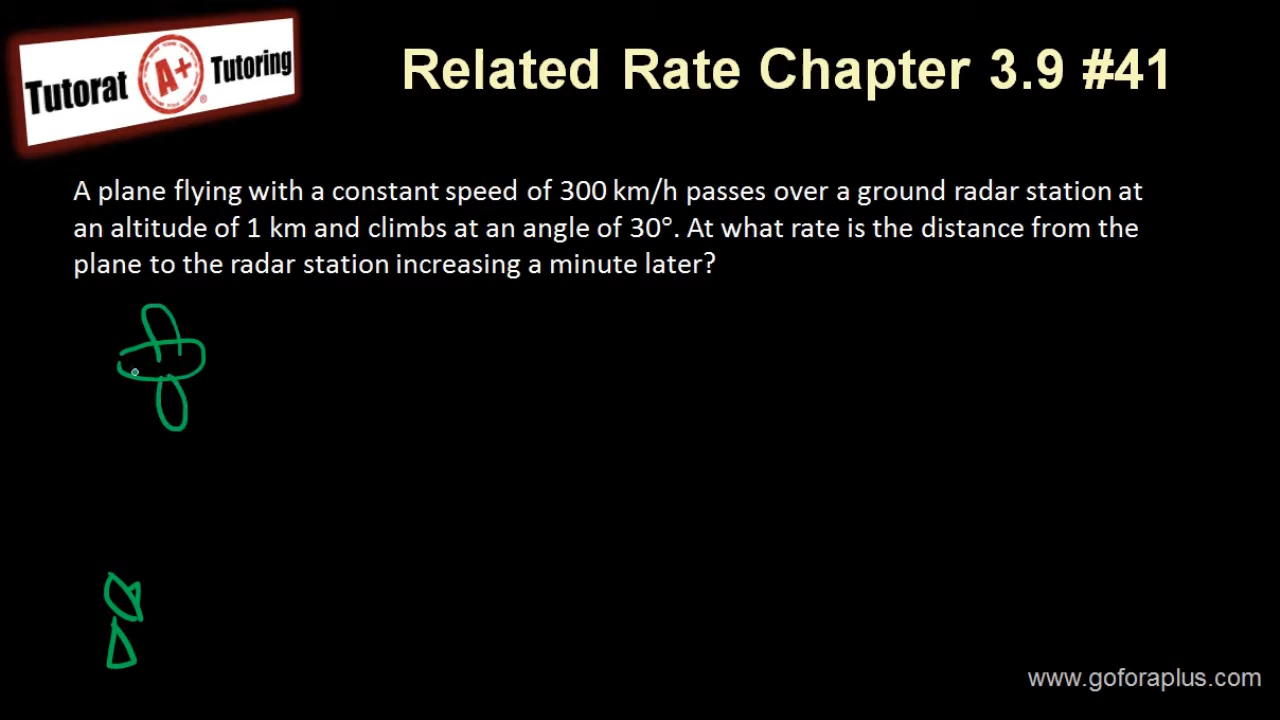 Tutorat A+ Tutoring
Related Rate Chapter 3.9 #41
A plane flying with a constant speed of 300 km/h passes over a ground radar station at
an altitude of 1 km and climbs at an angle of 30°. At what rate is the distance from the
plane to the radar station increasing a minute later?
www.goforaplus.com